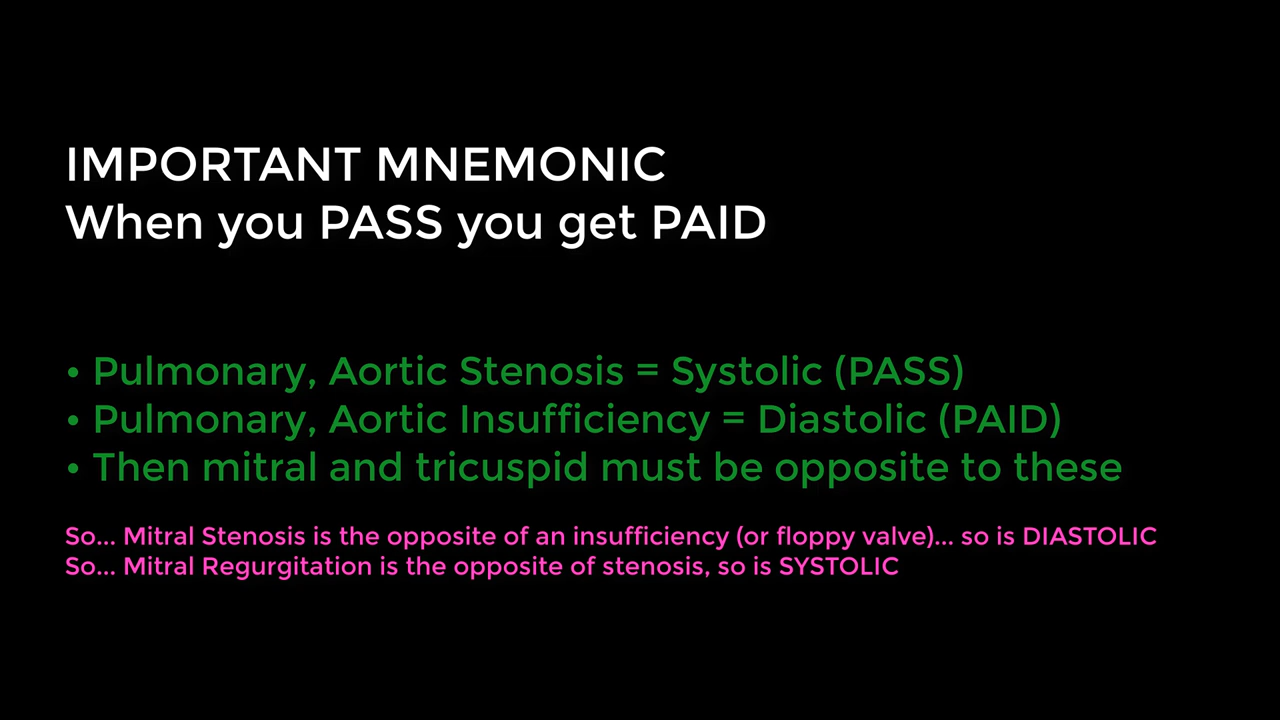 IMPORTANT MNEMONIC
When you PASS you get PAID
• Pulmonary, Aortic Stenosis = Systolic (PASS)
• Pulmonary, Aortic Insufficiency = Diastolic (PAID)
• Then mitral and tricuspid must be opposite to these
So... Mitral Stenosis is the opposite of an insufficiency (or floppy valve)... so is DIASTOLIC
So... Mitral Regurgitation is the opposite of stenosis, so is SYSTOLIC